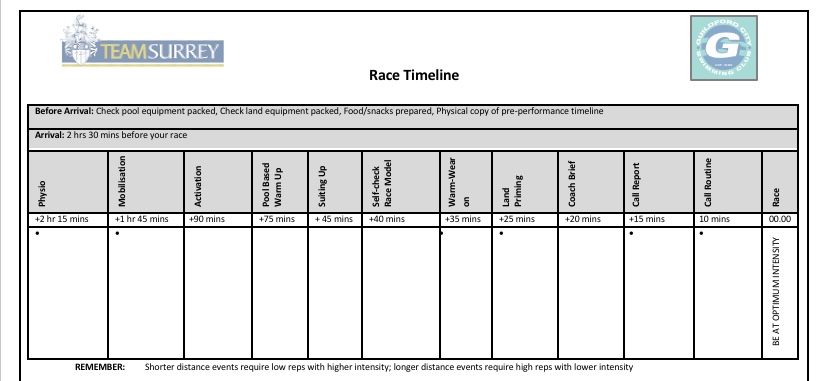 TEAMSURREY
GUILDFORD CITY
SWIMMING CLUB
G
Race Timeline
Before Arrival: Check pool equipment packed, Check land equipment packed, Food/snacks prepared, Physical copy of pre-performance timeline
Arrival: 2 hrs 30 mins before your race
Physio
Mobilisation
Activation
Pool Based
Warm Up
Suiting Up
Self-check
Race Model
Warm-Wear
on
Land
Priming
Coach Brief
Call Report
Call Routine
Race
+2 hr 15 mins
+1 hr 45 mins
+90 mins
+75 mins
+ 45 mins
+40 mins
+35 mins
+25 mins
+20 mins
+15 mins
10 mins
00.00
BE AT OPTIMUM INTENSITY
REMEMBER: Shorter distance events require low reps with higher intensity; longer distance events require high reps with lower intensity